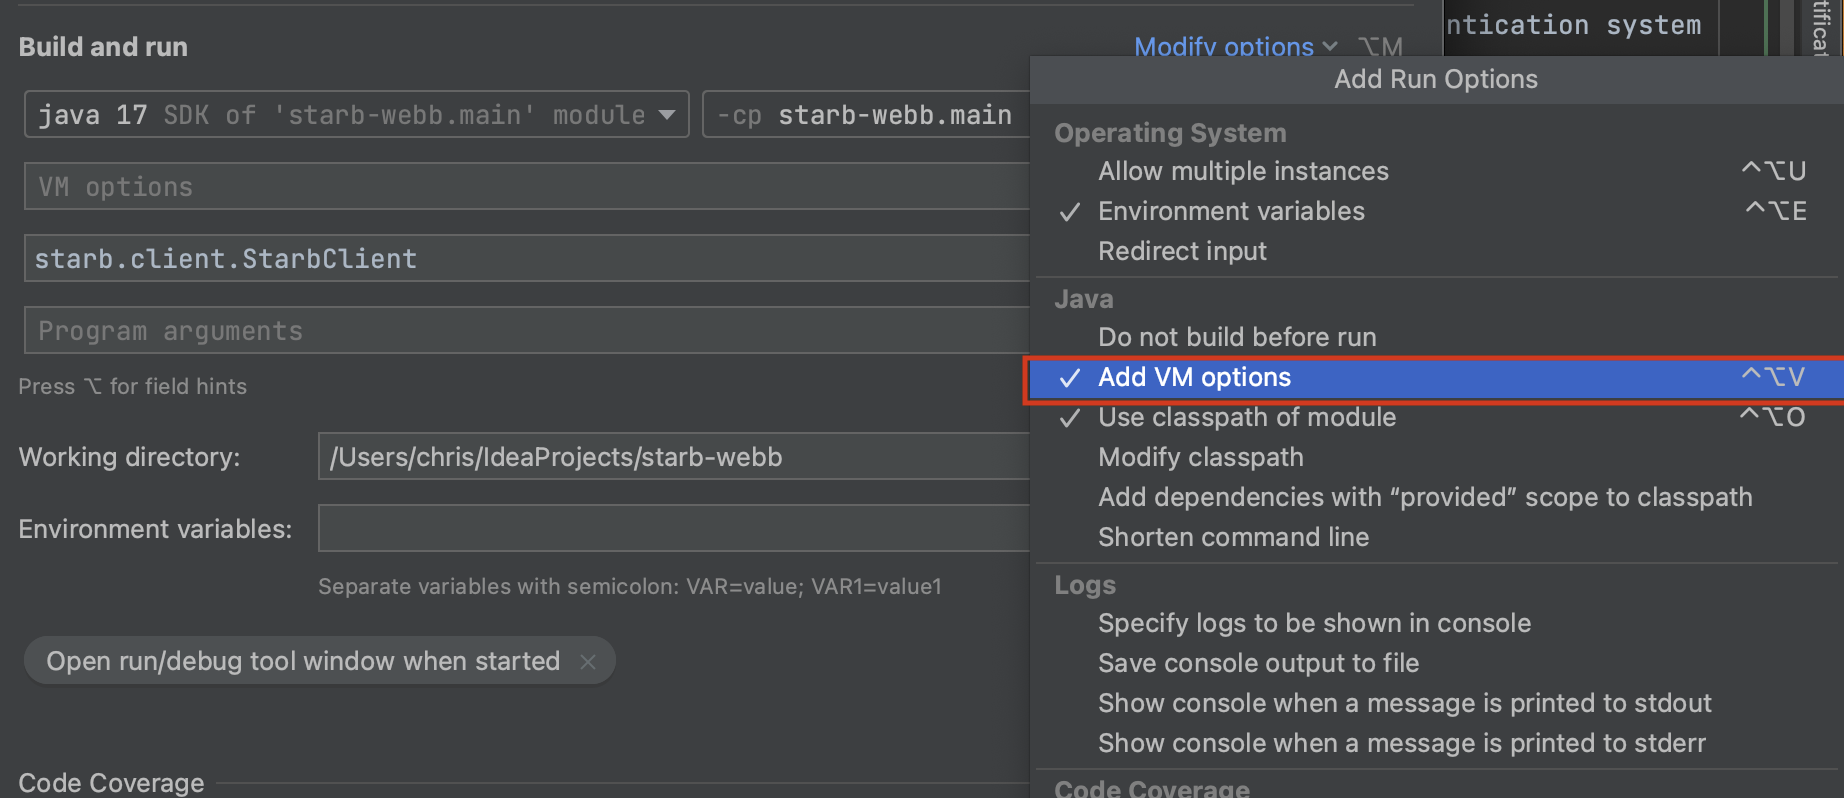 Build and run
Modify options ⌥M
java 17 SDK of 'starb-webb.main' module
-cp starb-webb.main
VM options
starb.client.StarbClient
Program arguments
Press ⌥ for field hints
Working directory:
/Users/chris/IdeaProjects/starb-webb
Environment variables:
Separate variables with semicolon: VAR=value; VAR1=value1
Open run/debug tool window when started
Code Coverage
ntication system
tificat
Add Run Options
Operating System
Allow multiple instances ^⌥U
✓ Environment variables ^⌥E
Redirect input
Java
Do not build before run
✓ Add VM options ^⌥V
✓ Use classpath of module ^⌥O
Modify classpath
Add dependencies with “provided” scope to classpath
Shorten command line
Logs
Specify logs to be shown in console
Save console output to file
Show console when a message is printed to stdout
Show console when a message is printed to stderr
Code Coverage